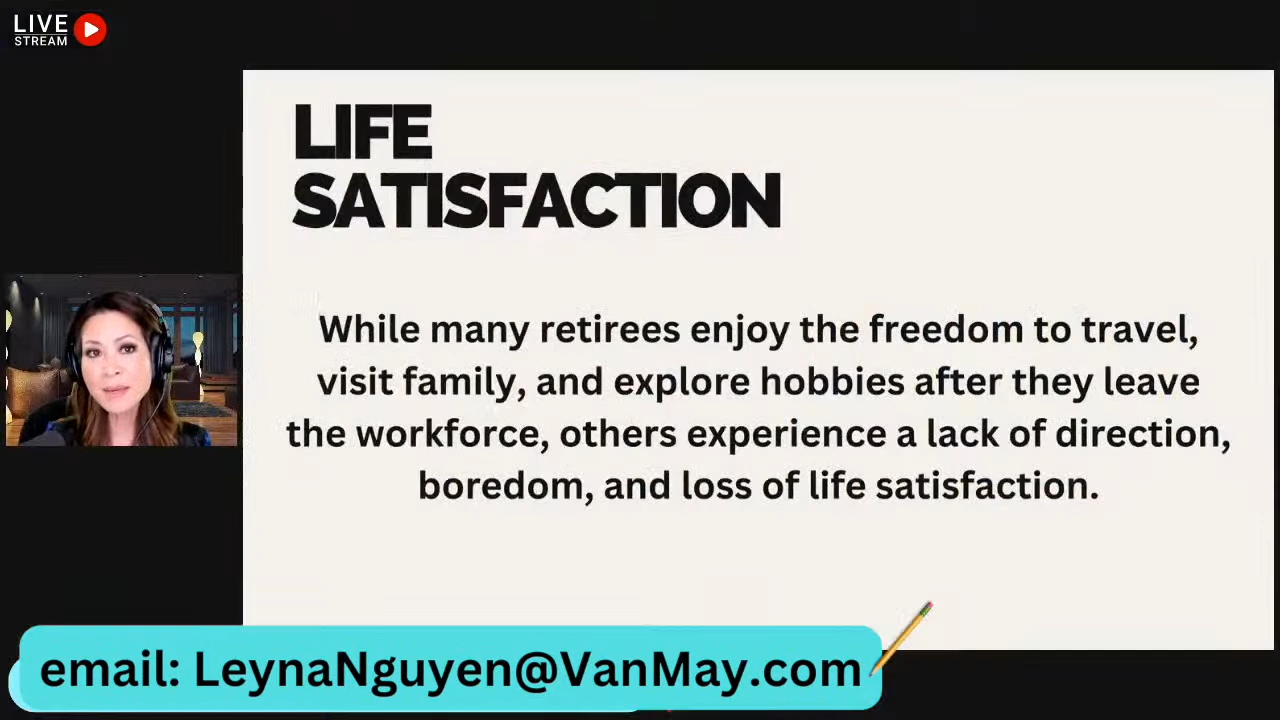 LIVE
STREAM
LIFE
SATISFACTION
While many retirees enjoy the freedom to travel,
visit family, and explore hobbies after they leave
the workforce, others experience a lack of direction,
boredom, and loss of life satisfaction.
email: LeynaNguyen@VanMay.com